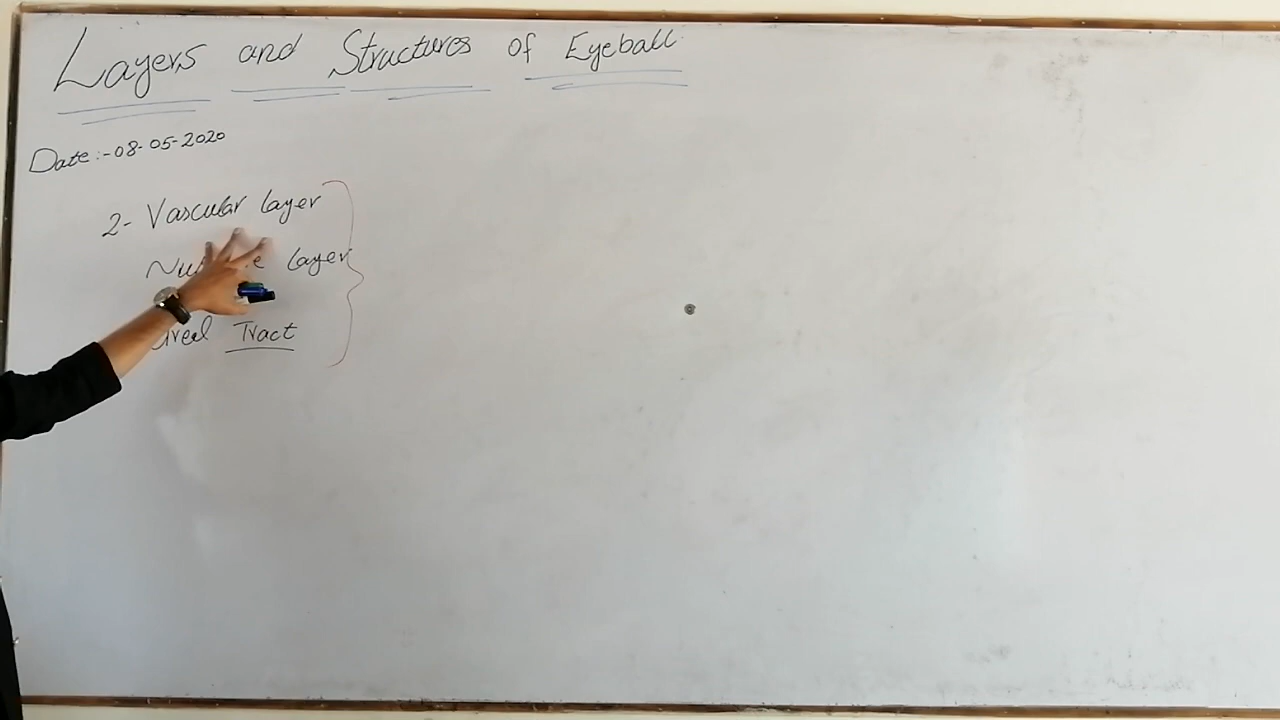 Layers and Structures of Eyeball
Date:-08-05-2020
2- Vascular layer
Layer
Tract